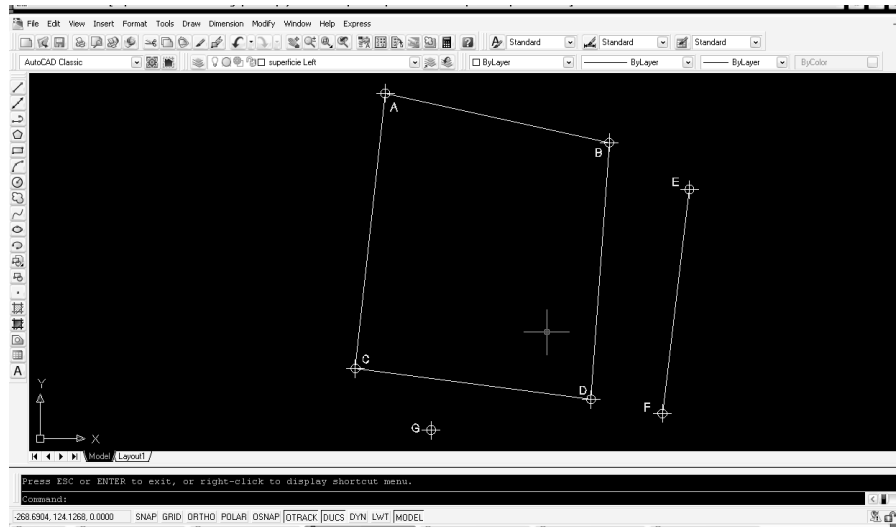 File Edit View Insert Format Tools Draw Dimension Modify Window Help Express
Standard Standard Standard
AutoCAD Classic superficie Left ByLayer ByLayer ByLayer ByColor
A
B
E
C
D
F
G
Y
X
Model Layout1
Press ESC or ENTER to exit, or right-click to display shortcut menu.
Command:
-268.6904, 124.1268, 0.0000 SNAP GRID ORTHO POLAR OSNAP OTRACK DUCS DYN LWT MODEL